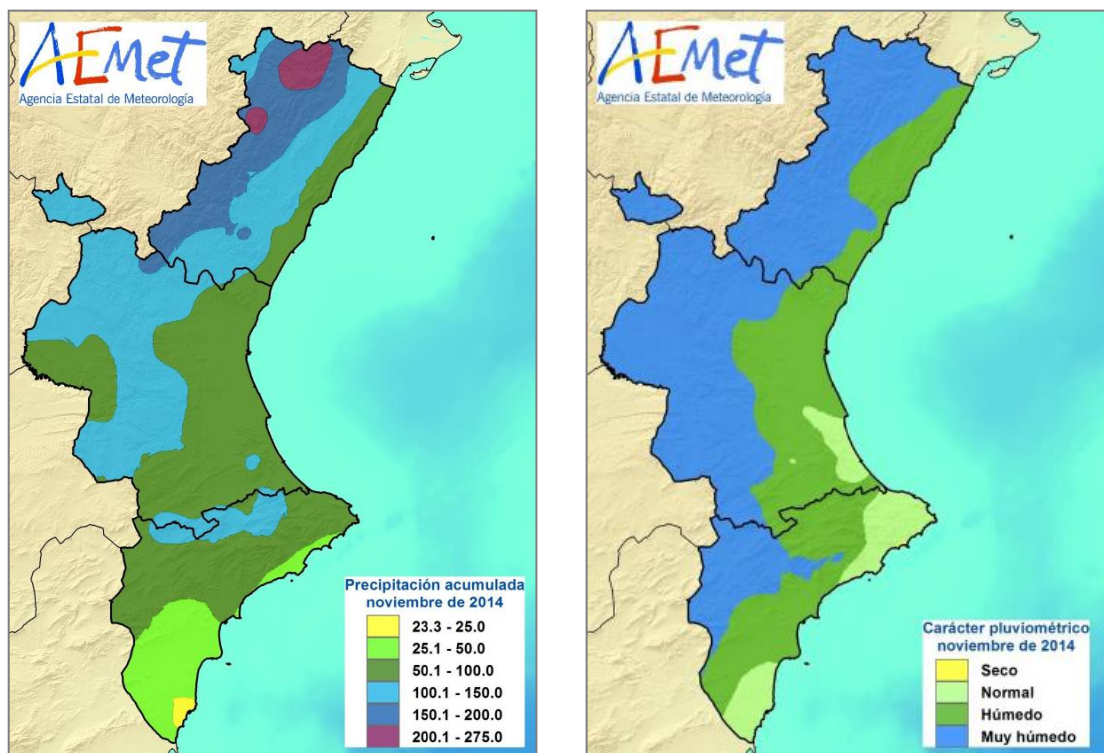 AEMet
Agencia Estatal de Meteorología
Precipitación acumulada
noviembre de 2014
23.3 - 25.0
25.1 - 50.0
50.1 - 100.0
100.1 - 150.0
150.1 - 200.0
200.1 - 275.0
AEMet
Agencia Estatal de Meteorología
Carácter pluviométrico
noviembre de 2014
Seco
Normal
Húmedo
Muy húmedo